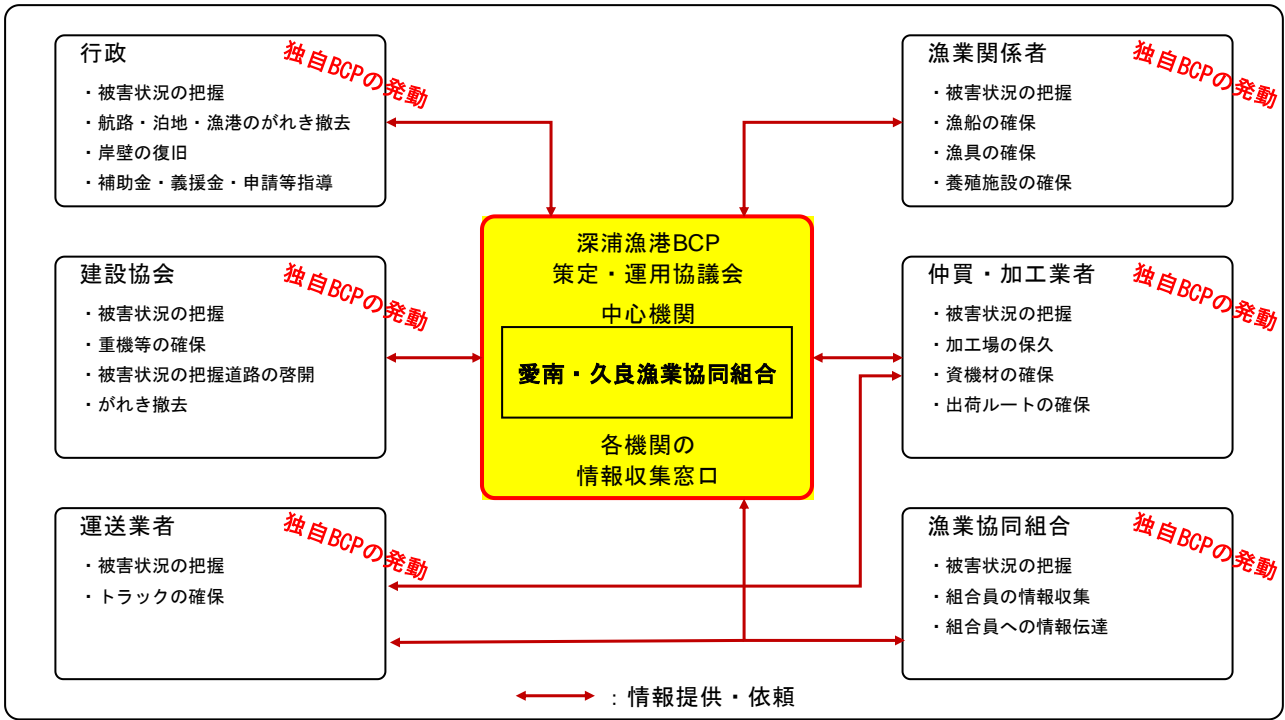 行政
独自BCPの発動
・被害状況の把握
・航路・泊地・漁港のがれき撤去
・岸壁の復旧
・補助金・義援金・申請等指導
建設協会
独自BCPの発動
・被害状況の把握
・重機等の確保
・被害状況の把握道路の啓開
・がれき撤去
運送業者
独自BCPの発動
・被害状況の把握
・トラックの確保
深浦漁港BCP
策定・運用協議会
中心機関
愛南・久良漁業協同組合
各機関の
情報収集窓口
漁業関係者
独自BCPの発動
・被害状況の把握
・漁船の確保
・漁具の確保
・養殖施設の確保
仲買・加工業者
独自BCPの発動
・被害状況の把握
・加工場の保久
・資機材の確保
・出荷ルートの確保
漁業協同組合
独自BCPの発動
・被害状況の把握
・組合員の情報収集
・組合員への情報伝達
：情報提供・依頼